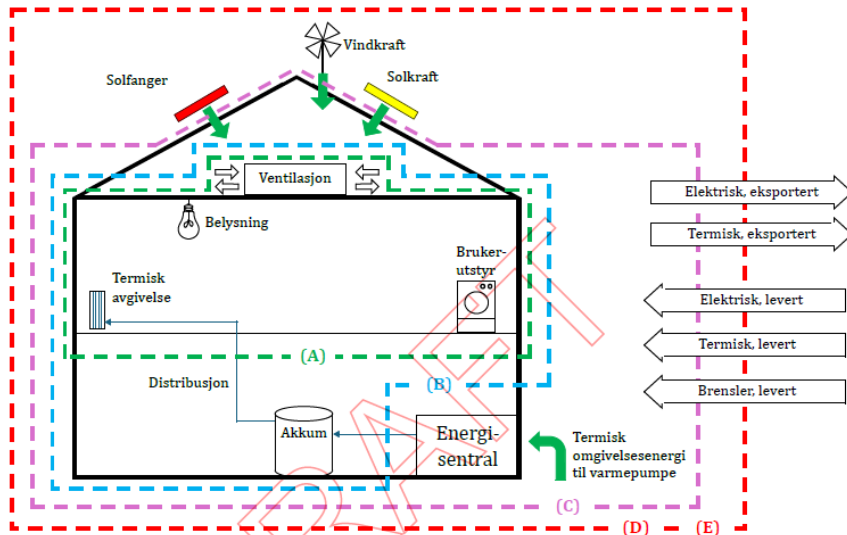 Vindkraft
Solfanger
Solkraft
Ventilasjon
Elektrisk, eksportert
Belysning
Termisk, eksportert
Bruker-
utstyr
Termisk
avgivelse
Elektrisk, levert
Termisk, levert
(A)
Distribusjon
(B)
Brensler, levert
Akkum
Energi-
sentral
Termisk
omgivelsesenergi
til varmepumpe
(C)
(D)
(E)
DRAFT